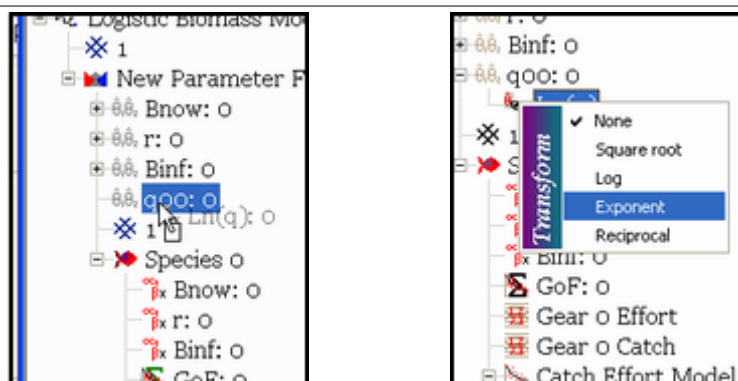 Logistic Biomass Mo
1
New Parameter F
Bnow: 0
r: 0
Binf: 0
q00: 0
Ln(q): 0
1
Species 0
Bnow: 0
r: 0
Binf: 0
GoF: 0
r: 0
Binf: 0
q00: 0
1
S
Transform
None
Square root
Log
Exponent
Reciprocal
Binf: 0
GoF: 0
Gear 0 Effort
Gear 0 Catch
Catch Effort Model